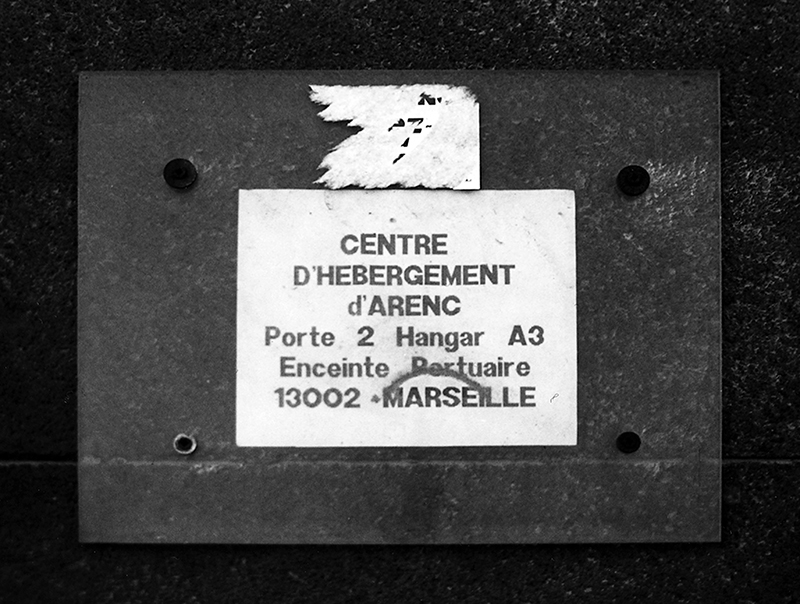 CENTRE
D'HEBERGEMENT
d'ARENC
Porte 2 Hangar A3
Enceinte Portuaire
13002 MARSEILLE